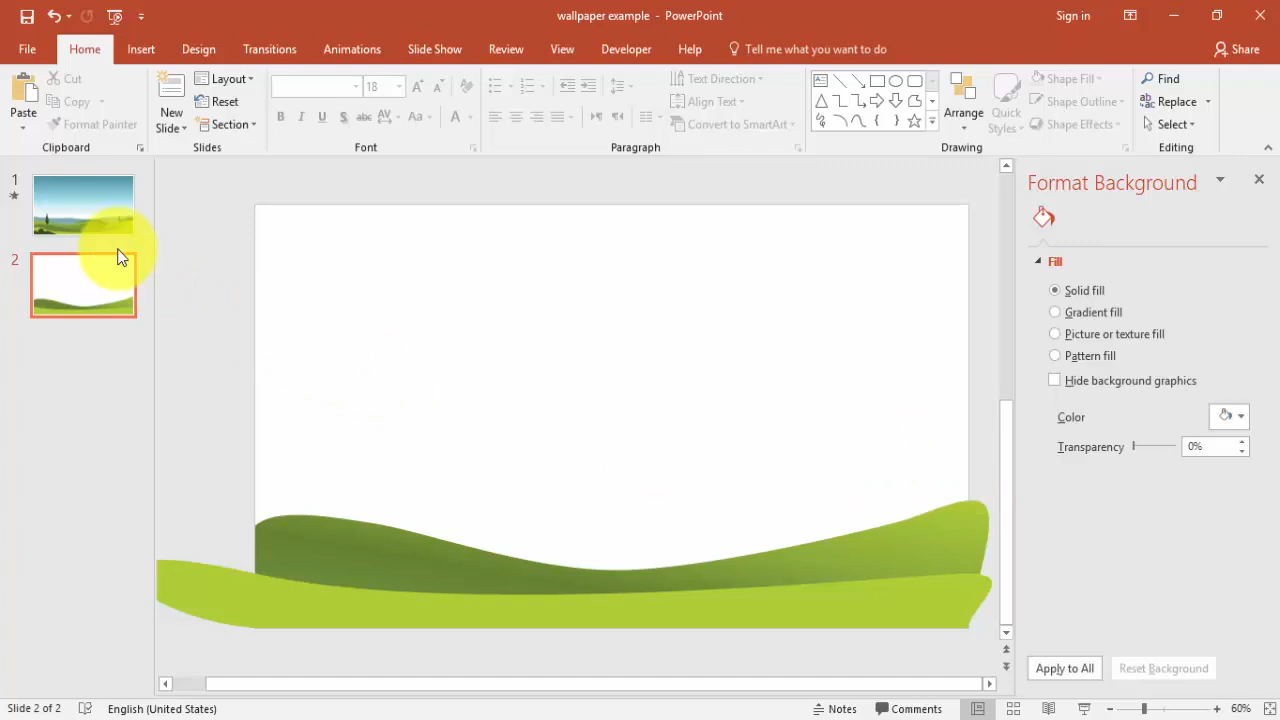 wallpaper example - PowerPoint
Sign in
File Home Insert Design Transitions Animations Slide Show Review View Developer Help Tell me what you want to do Share
Paste
Cut
Copy
Format Painter
Clipboard
New Slide
Layout
Reset
Section
Slides
18
B I U S abc AV Aa A
Font
Text Direction
Align Text
Convert to SmartArt
Paragraph
Arrange
Quick Styles
Shape Fill
Shape Outline
Shape Effects
Drawing
Find
Replace
Select
Editing
1
2
Format Background
Fill
Solid fill
Gradient fill
Picture or texture fill
Pattern fill
Hide background graphics
Color
Transparency 0%
Apply to All Reset Background
Slide 2 of 2 English (United States) Notes Comments 60%